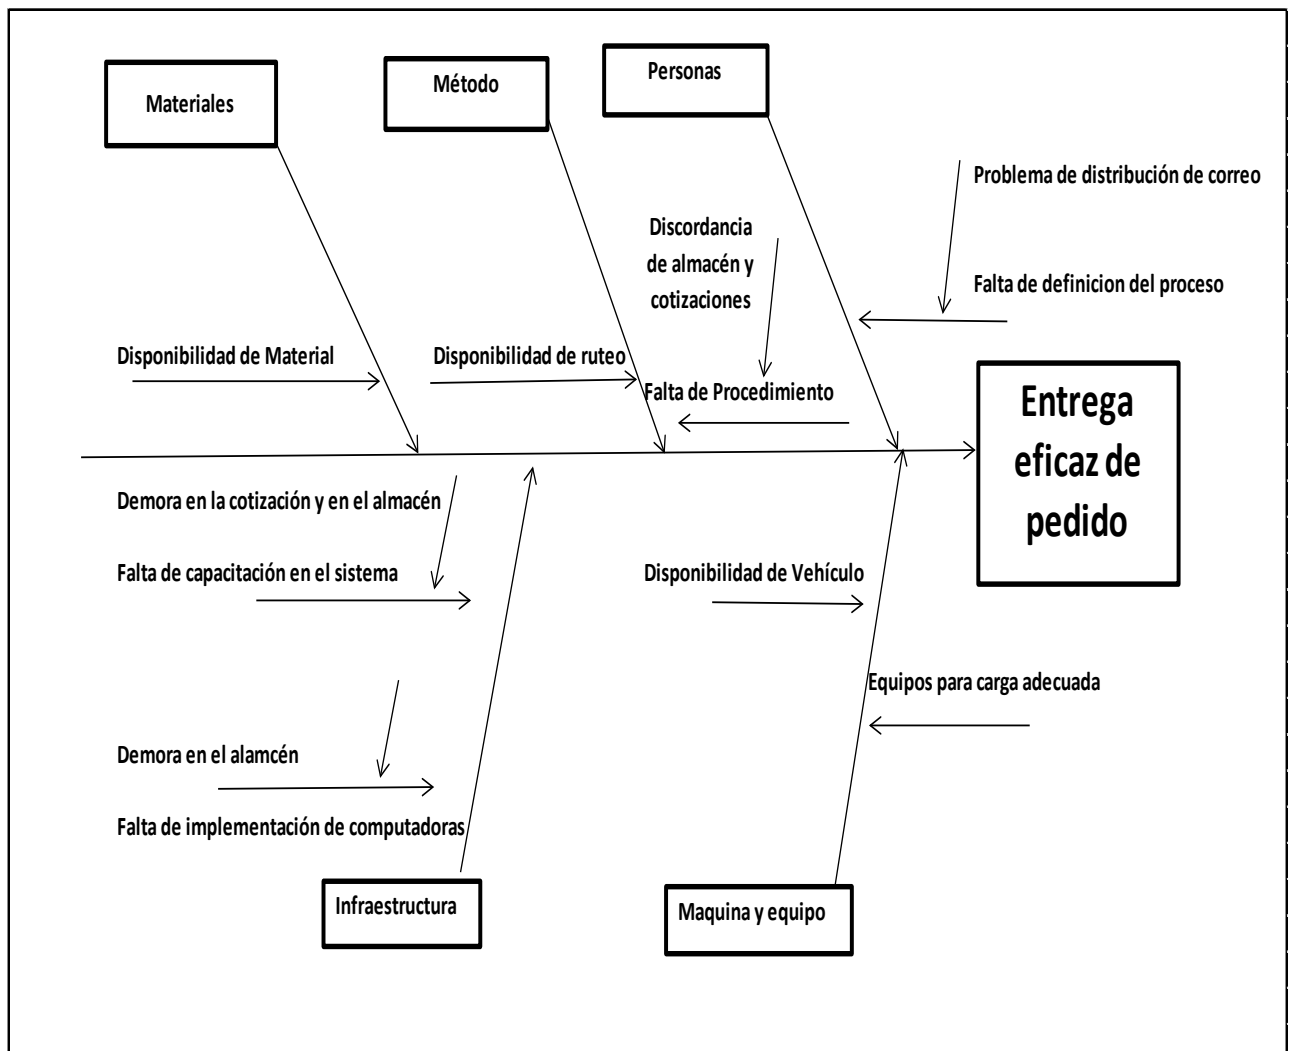 Materiales
Método
Personas
Problema de distribución de correo
Discordancia
de almacén y
cotizaciones
Falta de definicion del proceso
Disponibilidad de Material
Disponibilidad de ruteo
Falta de Procedimiento
Entrega
eficaz de
pedido
Demora en la cotización y en el almacén
Falta de capacitación en el sistema
Disponibilidad de Vehículo
Equipos para carga adecuada
Demora en el alamcén
Falta de implementación de computadoras
Infraestructura
Maquina y equipo